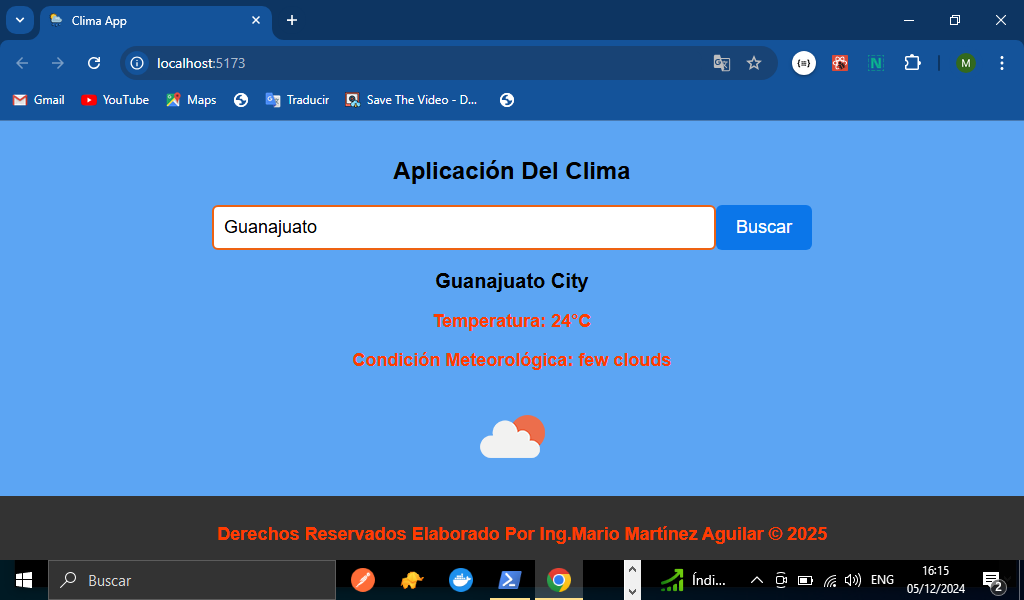 Clima App
localhost:5173
M
Gmail
YouTube
Maps
Traducir
Save The Video - D...
Aplicación Del Clima
Guanajuato
Buscar
Guanajuato City
Temperatura: 24°C
Condición Meteorológica: few clouds
Derechos Reservados Elaborado Por Ing.Mario Martínez Aguilar © 2025
Buscar
Índi...
ENG
16:15
05/12/2024
2